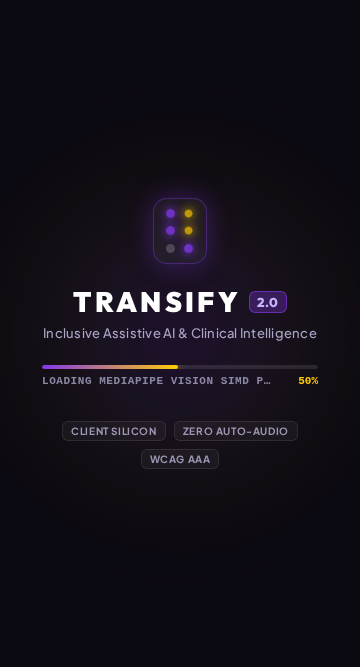 TRANSIFY 2.0
Inclusive Assistive AI & Clinical Intelligence
LOADING MEDIAPIPE VISION SIMD P… 50%
CLIENT SILICON ZERO AUTO-AUDIO
WCAG AAA